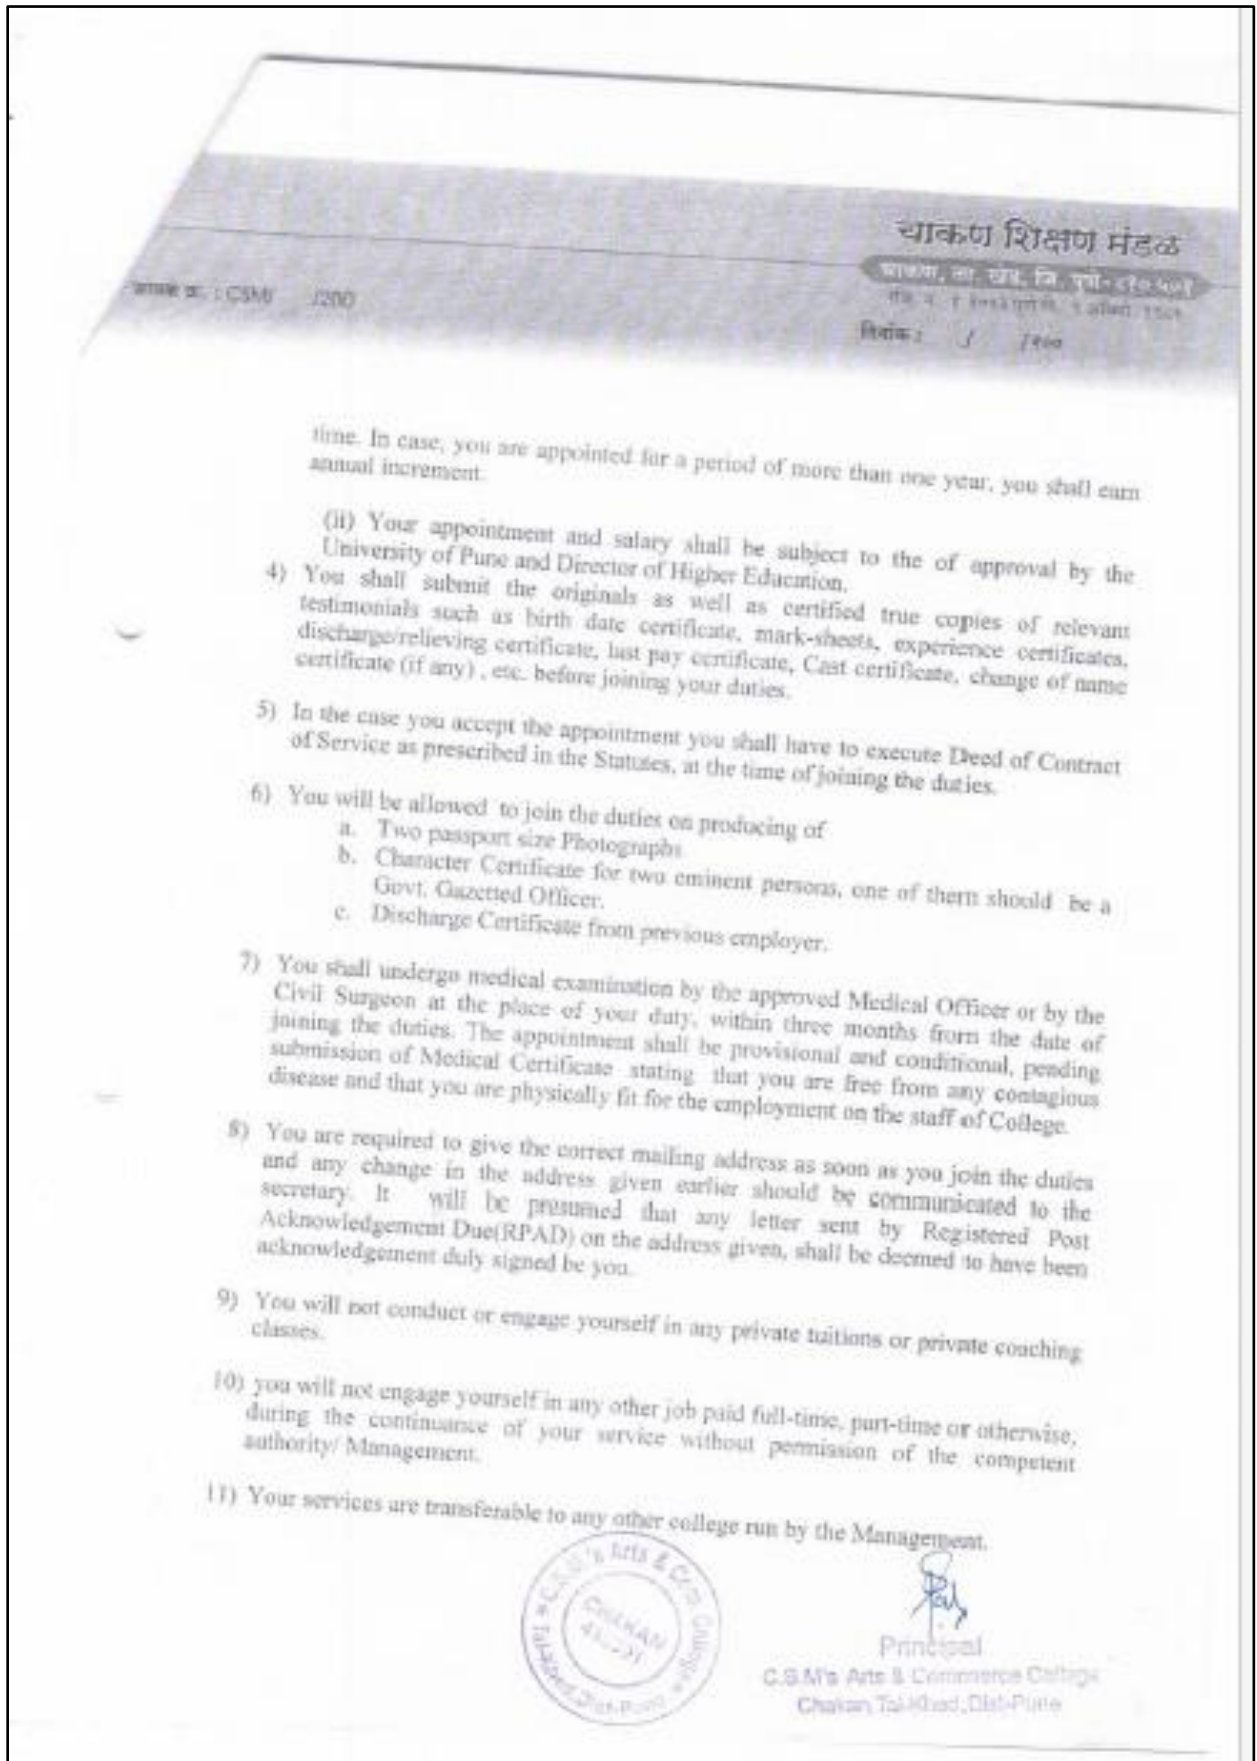 चाकण शिक्षण मंडळ
चाकण, ता. खेड, जि. पुणे- ४१० ५०१
जावक क्र. : CSM/ /200
दिनांक : / /२००
time. In case, you are appointed for a period of more than one year, you shall earn
annual increment.
(ii) Your appointment and salary shall be subject to the of approval by the
University of Pune and Director of Higher Education.
4) You shall submit the originals as well as certified true copies of relevant
testimonials such as birth date certificate, mark-sheets, experience certificates,
discharge/relieving certificate, last pay certificate, Cast certificate, change of name
certificate (if any) , etc. before joining your duties.
5) In the case you accept the appointment you shall have to execute Deed of Contract
of Service as prescribed in the Statutes, at the time of joining the duties.
6) You will be allowed to join the duties on producing of
a. Two passport size Photographs
b. Character Certificate for two eminent persons, one of them should be a
Govt. Gazetted Officer.
c. Discharge Certificate from previous employer.
7) You shall undergo medical examination by the approved Medical Officer or by the
Civil Surgeon at the place of your duty, within three months from the date of
joining the duties. The appointment shall be provisional and conditional, pending
submission of Medical Certificate stating that you are free from any contagious
disease and that you are physically fit for the employment on the staff of College.
8) You are required to give the correct mailing address as soon as you join the duties
and any change in the address given earlier should be communicated to the
secretary. It will be presumed that any letter sent by Registered Post
Acknowledgement Due(RPAD) on the address given, shall be deemed to have been
acknowledgement duly signed be you.
9) You will not conduct or engage yourself in any private tuitions or private coaching
classes.
10) you will not engage yourself in any other job paid full-time, part-time or otherwise,
during the continuance of your service without permission of the competent
authority/ Management.
11) Your services are transferable to any other college run by the Management.
C.S.M.'s Arts & Com. College
CHAKAN
Tal-Khed, Dist-Pune
Principal
C.S.M's Arts & Commerce College
Chakan, Tal-Khed, Dist-Pune